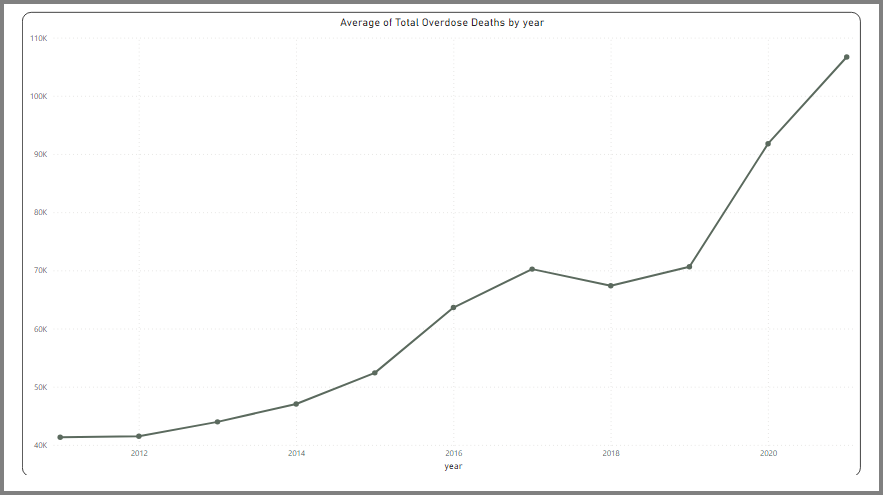 Average of Total Overdose Deaths by year
110K
100K
90K
80K
70K
60K
50K
40K
2012 2014 2016 2018 2020
year